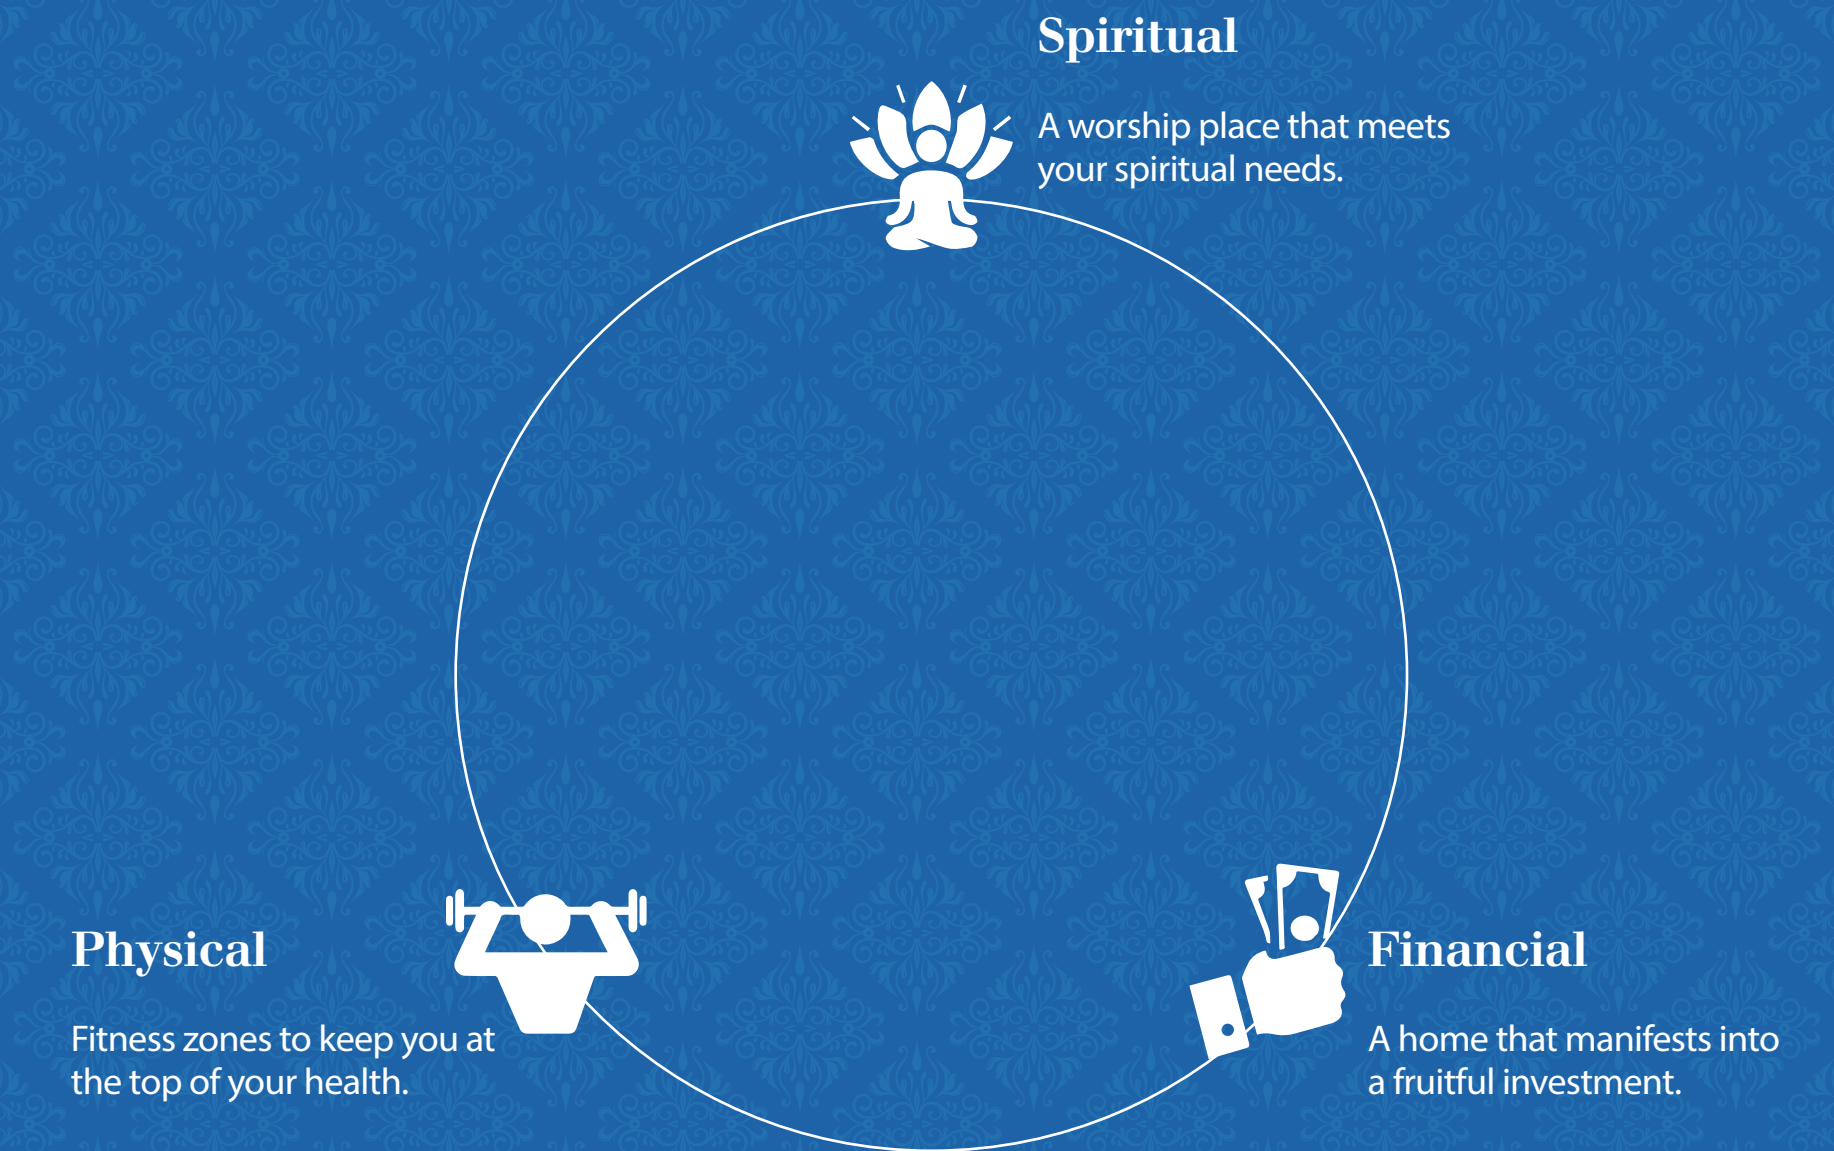 Spiritual
A worship place that meets
your spiritual needs.
Physical
Fitness zones to keep you at
the top of your health.
Financial
A home that manifests into
a fruitful investment.